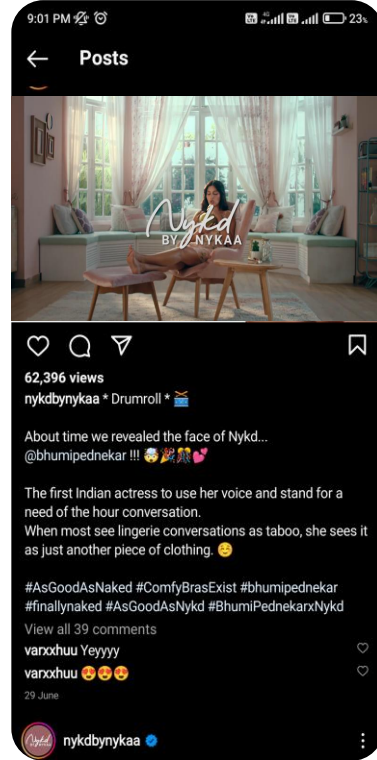 9:01 PM 4G 23%
Posts
Nykd
BY NYKAA
62,396 views
nykdbynykaa * Drumroll * 🥁
About time we revealed the face of Nykd...
@bhumipednekar !!! 🤯🎉🎊💕
The first Indian actress to use her voice and stand for a
need of the hour conversation.
When most see lingerie conversations as taboo, she sees it
as just another piece of clothing. ☺️
#AsGoodAsNaked #ComfyBrasExist #bhumipednekar
#finallynaked #AsGoodAsNykd #BhumiPednekarxNykd
View all 39 comments
varxxhuu Yeyyyy
varxxhuu 😍😍😍
29 June
Nykd
nykdbynykaa